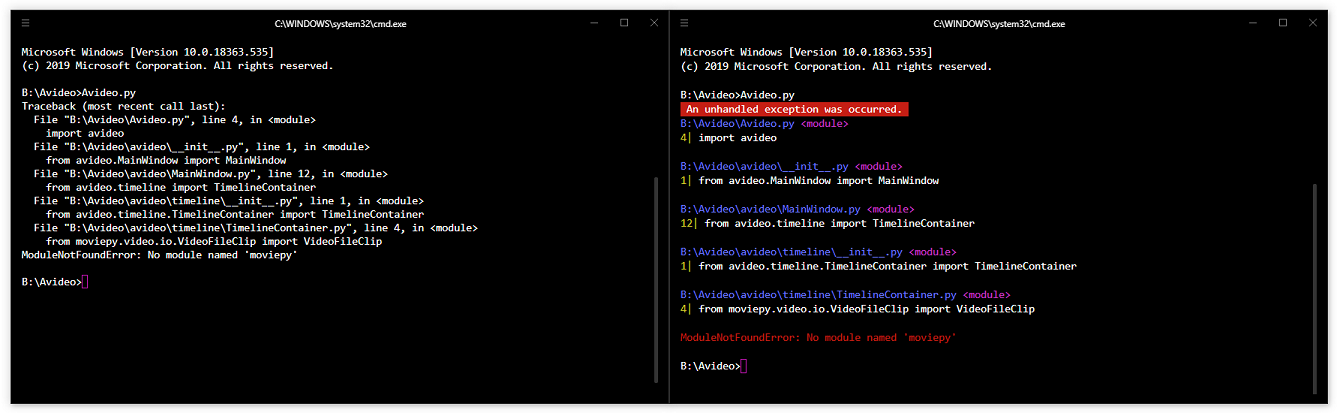 C:\WINDOWS\system32\cmd.exe
Microsoft Windows [Version 10.0.18363.535]
(c) 2019 Microsoft Corporation. All rights reserved.
B:\Avideo>Avideo.py
Traceback (most recent call last):
File "B:\Avideo\Avideo.py", line 4, in <module>
import avideo
File "B:\Avideo\avideo\__init__.py", line 1, in <module>
from avideo.MainWindow import MainWindow
File "B:\Avideo\avideo\MainWindow.py", line 12, in <module>
from avideo.timeline import TimelineContainer
File "B:\Avideo\avideo\timeline\__init__.py", line 1, in <module>
from avideo.timeline.TimelineContainer import TimelineContainer
File "B:\Avideo\avideo\timeline\TimelineContainer.py", line 4, in <module>
from moviepy.video.io.VideoFileClip import VideoFileClip
ModuleNotFoundError: No module named 'moviepy'
B:\Avideo>
C:\WINDOWS\system32\cmd.exe
Microsoft Windows [Version 10.0.18363.535]
(c) 2019 Microsoft Corporation. All rights reserved.
B:\Avideo>Avideo.py
An unhandled exception was occurred.
B:\Avideo\Avideo.py <module>
4| import avideo
B:\Avideo\avideo\__init__.py <module>
1| from avideo.MainWindow import MainWindow
B:\Avideo\avideo\MainWindow.py <module>
12| from avideo.timeline import TimelineContainer
B:\Avideo\avideo\timeline\__init__.py <module>
1| from avideo.timeline.TimelineContainer import TimelineContainer
B:\Avideo\avideo\timeline\TimelineContainer.py <module>
4| from moviepy.video.io.VideoFileClip import VideoFileClip
ModuleNotFoundError: No module named 'moviepy'
B:\Avideo>